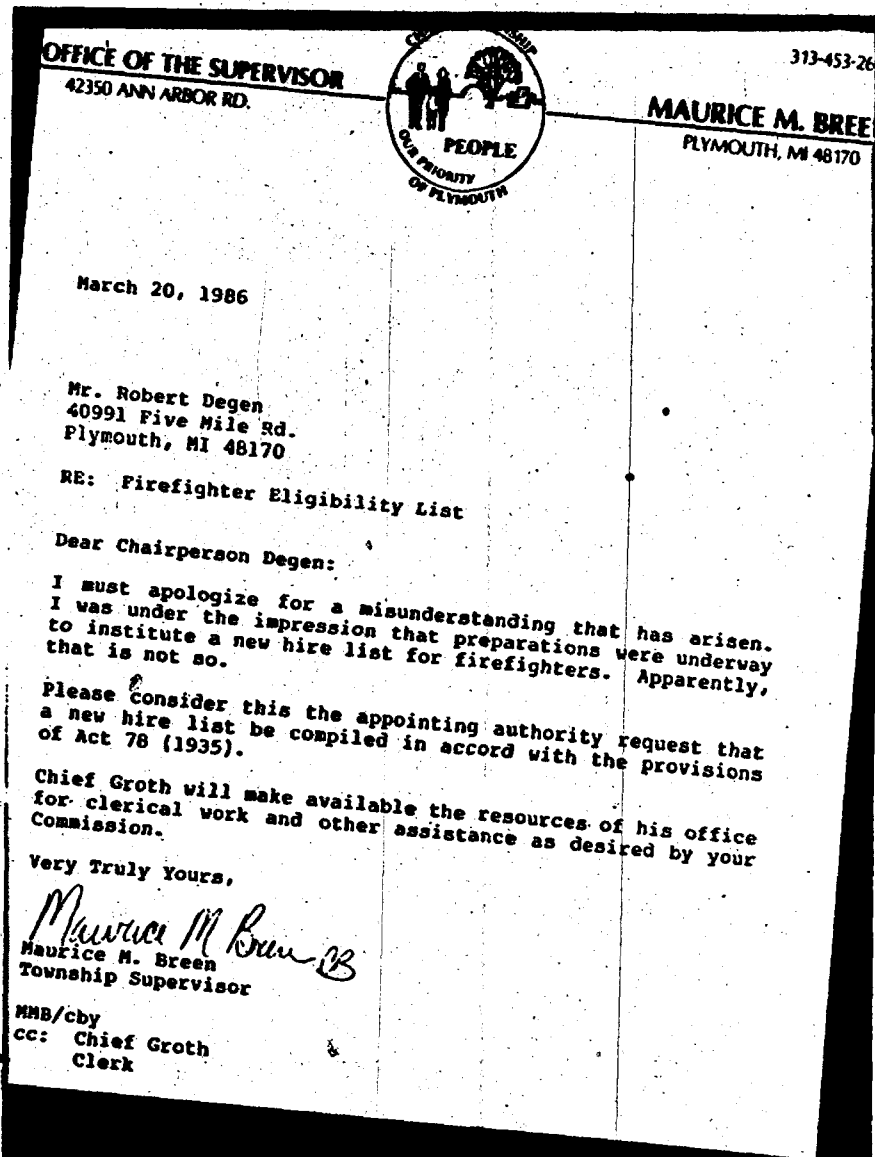 OFFICE OF THE SUPERVISOR
42350 ANN ARBOR RD.
PEOPLE
OUR PRIORITY
OF PLYMOUTH
313-453-26
MAURICE M. BREE
PLYMOUTH, MI 48170
March 20, 1986
Mr. Robert Degen
40991 Five Mile Rd.
Plymouth, MI 48170
RE: Firefighter Eligibility List
Dear Chairperson Degen:
I must apologize for a misunderstanding that has arisen.
I was under the impression that preparations were underway
to institute a new hire list for firefighters. Apparently,
that is not so.
Please consider this the appointing authority request that
a new hire list be compiled in accord with the provisions
of Act 78 (1935).
Chief Groth will make available the resources of his office
for clerical work and other assistance as desired by your
Commission.
Very Truly Yours,
Maurice M Breen
Maurice M. Breen
Township Supervisor
MMB/cby
cc: Chief Groth
Clerk